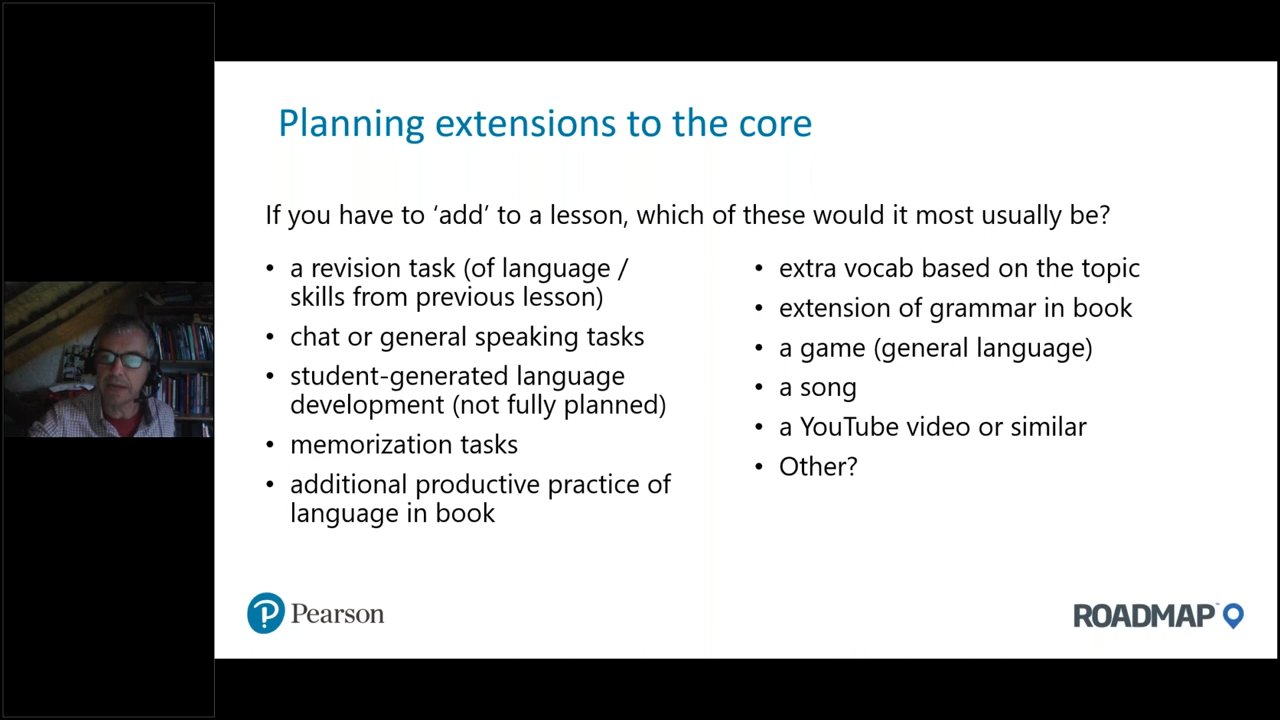 Planning extensions to the core
If you have to ‘add’ to a lesson, which of these would it most usually be?
• a revision task (of language /
skills from previous lesson)
• chat or general speaking tasks
• student-generated language
development (not fully planned)
• memorization tasks
• additional productive practice of
language in book
• extra vocab based on the topic
• extension of grammar in book
• a game (general language)
• a song
• a YouTube video or similar
• Other?
Pearson
ROADMAP